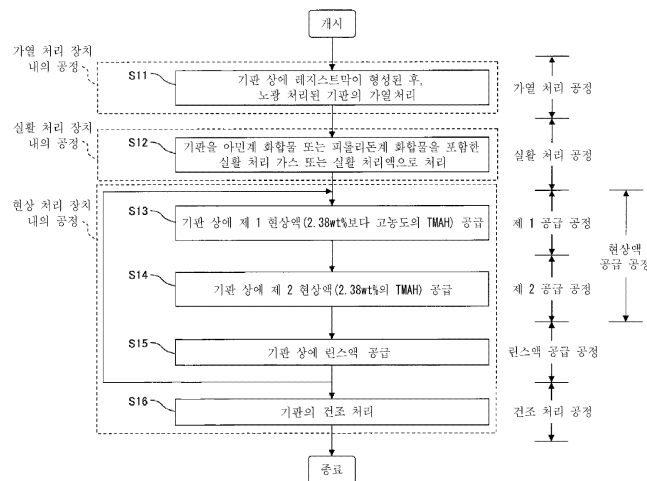 개시
가열 처리 장치
내의 공정
S11
기판 상에 레지스트막이 형성된 후,
노광 처리된 기판의 가열처리
가열 처리 공정
실활 처리 장치
내의 공정
S12
기판을 아민계 화합물 또는 피롤리돈계 화합물을 포함한
실활 처리 가스 또는 실활 처리액으로 처리
실활 처리 공정
현상 처리 장치
내의 공정
S13
기판 상에 제 1 현상액(2.38wt%보다 고농도의 TMAH) 공급
제 1 공급 공정
현상액
공급 공정
S14
기판 상에 제 2 현상액(2.38wt%의 TMAH) 공급
제 2 공급 공정
S15
기판 상에 린스액 공급
린스액 공급 공정
S16
기판의 건조 처리
건조 처리 공정
종료